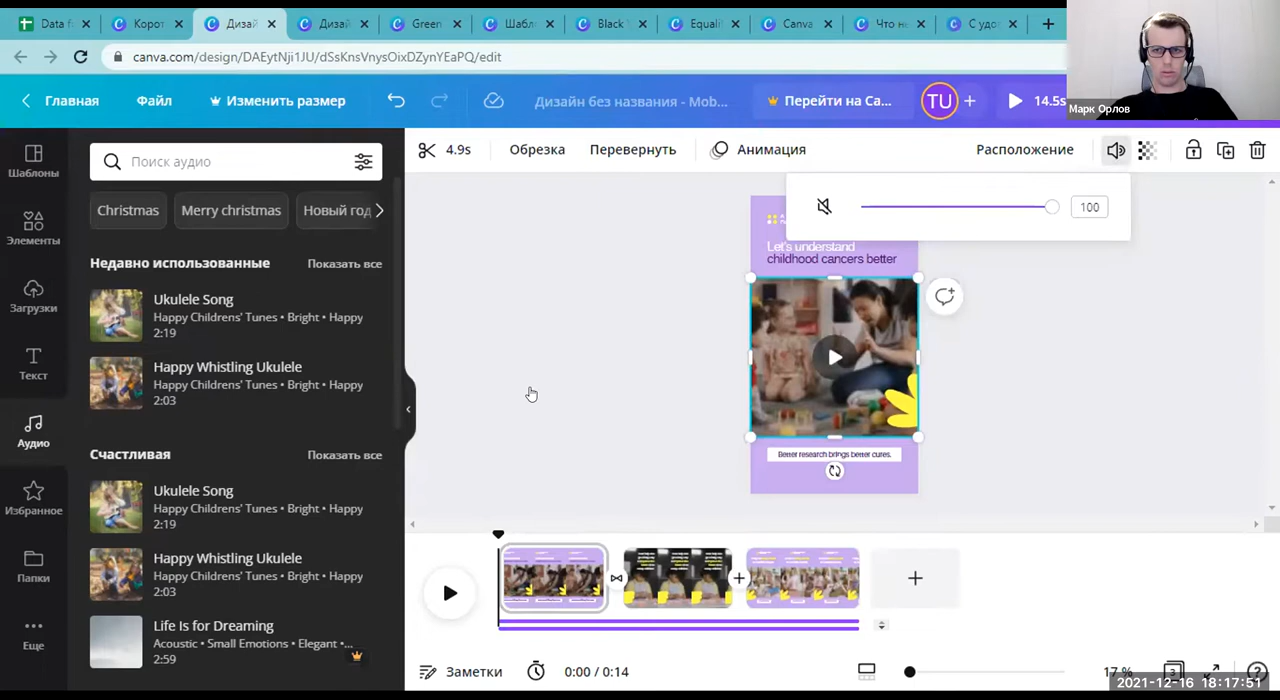 Data f
Корот
Дизай
Дизай
Green
Шабл
Black
Equali
Canva
Что н
С удо
canva.com/design/DAEytNji1JU/dSsKnsVnysOixDZynYEaPQ/edit
Главная
Файл
Изменить размер
Дизайн без названия - Mob...
Перейти на Ca...
TU
14.5s
Марк Орлов
Шаблоны
Элементы
Загрузки
Текст
Аудио
Избранное
Папки
Еще
Поиск аудио
Christmas
Merry christmas
Новый год
Недавно использованные
Показать все
Ukulele Song
Happy Childrens' Tunes • Bright • Happy
2:19
Happy Whistling Ukulele
Happy Childrens' Tunes • Bright • Happy
2:03
Счастливая
Показать все
Ukulele Song
Happy Childrens' Tunes • Bright • Happy
2:19
Happy Whistling Ukulele
Happy Childrens' Tunes • Bright • Happy
2:03
Life Is for Dreaming
Acoustic • Small Emotions • Elegant •...
2:59
4.9s
Обрезка
Перевернуть
Анимация
Расположение
100
Let's understand
childhood cancers better
Better research brings better cures.
Заметки
0:00 / 0:14
17 %
3
2021-12-16 18:17:51